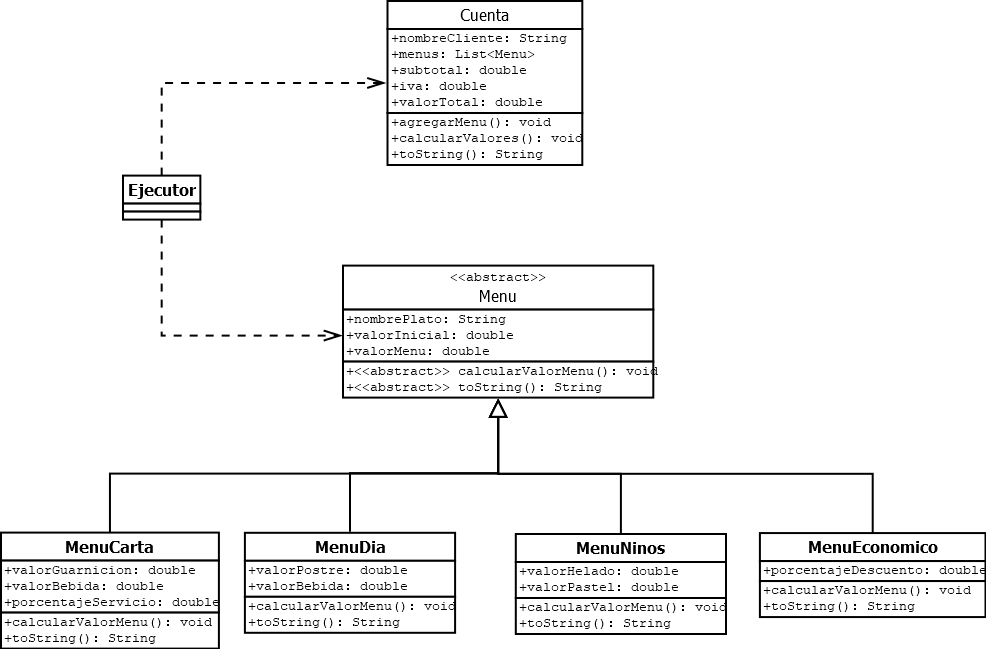 Cuenta
+nombreCliente: String
+menus: List<Menu>
+subtotal: double
+iva: double
+valorTotal: double
+agregarMenu(): void
+calcularValores(): void
+toString(): String
Ejecutor
<<abstract>>
Menu
+nombrePlato: String
+valorInicial: double
+valorMenu: double
+<<abstract>> calcularValorMenu(): void
+<<abstract>> toString(): String
MenuCarta
+valorGuarnicion: double
+valorBebida: double
+porcentajeServicio: double
+calcularValorMenu(): void
+toString(): String
MenuDia
+valorPostre: double
+valorBebida: double
+calcularValorMenu(): void
+toString(): String
MenuNinos
+valorHelado: double
+valorPastel: double
+calcularValorMenu(): void
+toString(): String
MenuEconomico
+porcentajeDescuento: double
+calcularValorMenu(): void
+toString(): String